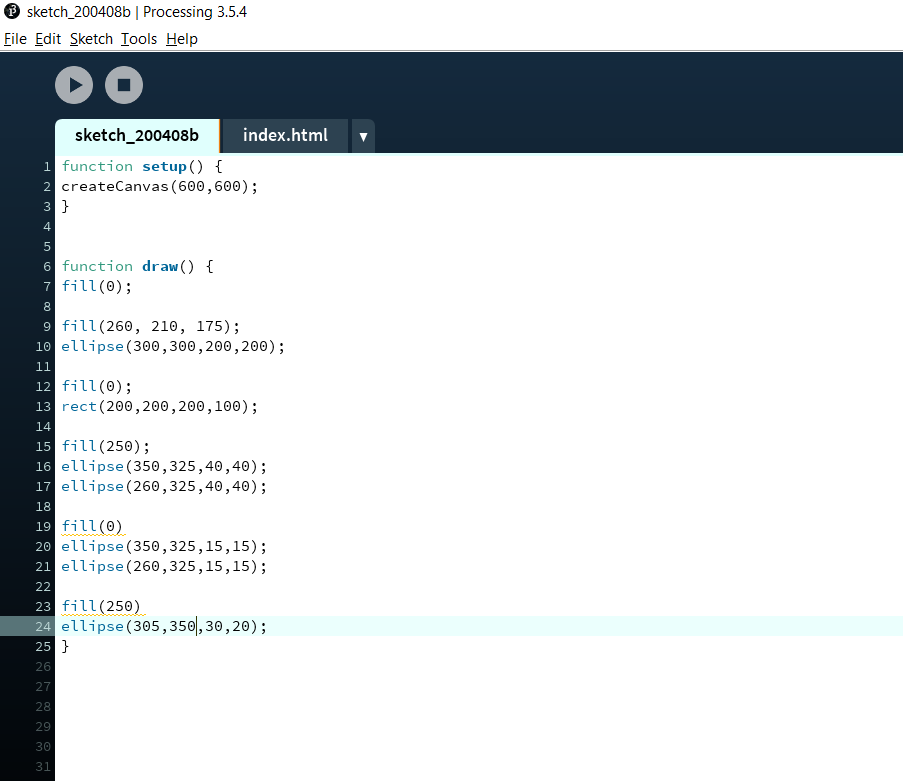 sketch_200408b | Processing 3.5.4
File Edit Sketch Tools Help
sketch_200408b index.html ▼
1 function setup() {
2 createCanvas(600,600);
3 }
4
5
6 function draw() {
7 fill(0);
8
9 fill(260, 210, 175);
10 ellipse(300,300,200,200);
11
12 fill(0);
13 rect(200,200,200,100);
14
15 fill(250);
16 ellipse(350,325,40,40);
17 ellipse(260,325,40,40);
18
19 fill(0)
20 ellipse(350,325,15,15);
21 ellipse(260,325,15,15);
22
23 fill(250)
24 ellipse(305,350,30,20);
25 }
26
27
28
29
30
31